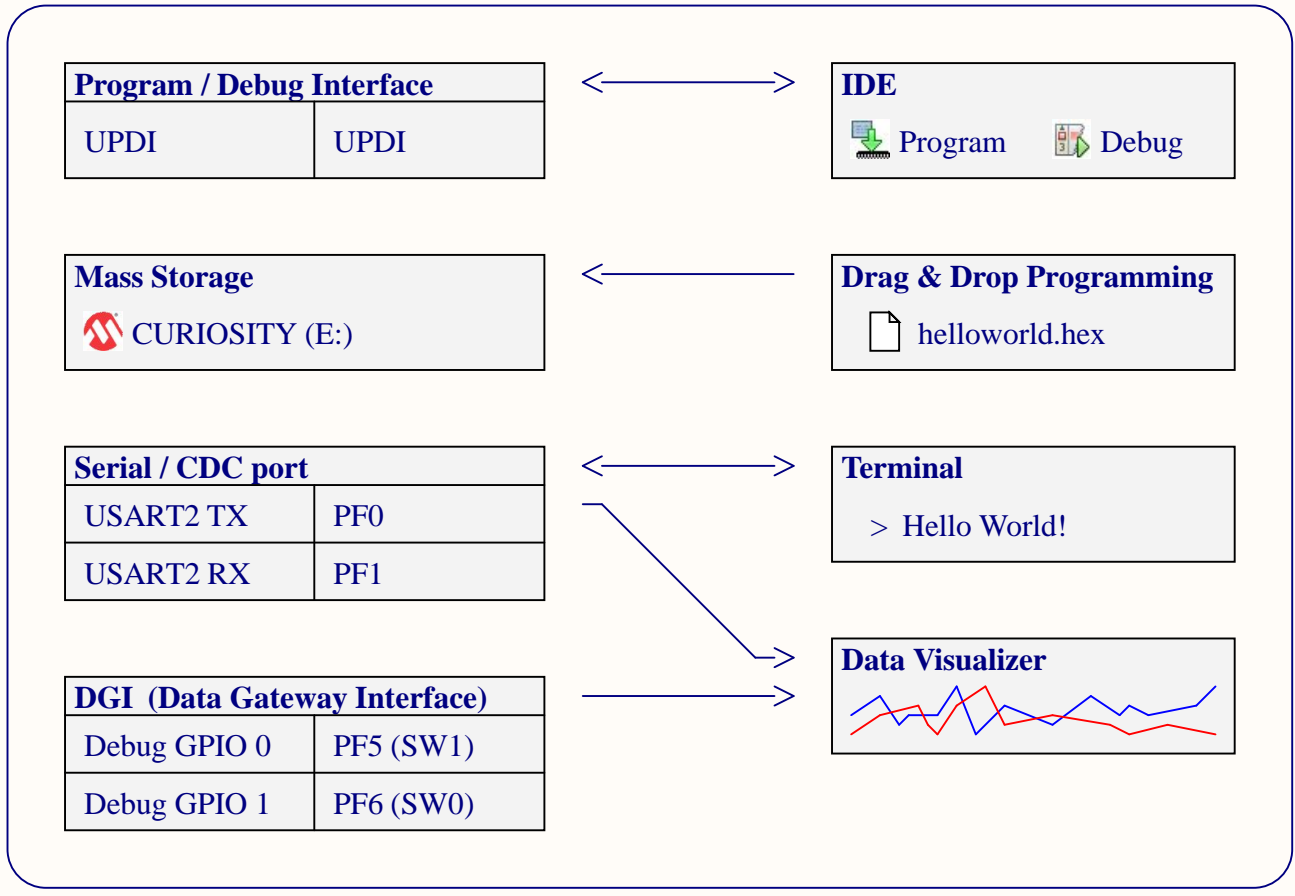 Program / Debug Interface
UPDI UPDI
IDE
Program Debug
Mass Storage
CURIOSITY (E:)
Drag & Drop Programming
helloworld.hex
Serial / CDC port
USART2 TX PF0
USART2 RX PF1
Terminal
> Hello World!
DGI (Data Gateway Interface)
Debug GPIO 0 PF5 (SW1)
Debug GPIO 1 PF6 (SW0)
Data Visualizer